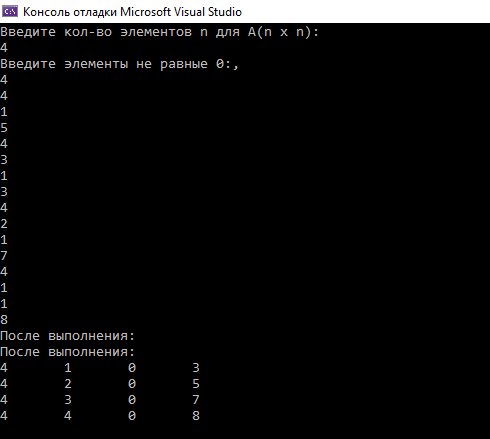 Консоль отладки Microsoft Visual Studio
Введите кол-во элементов n для A(n x n):
4
Введите элементы не равные 0:,
4
4
1
5
4
3
1
3
4
2
1
7
4
1
1
8
После выполнения:
После выполнения:
4 1 0 3
4 2 0 5
4 3 0 7
4 4 0 8